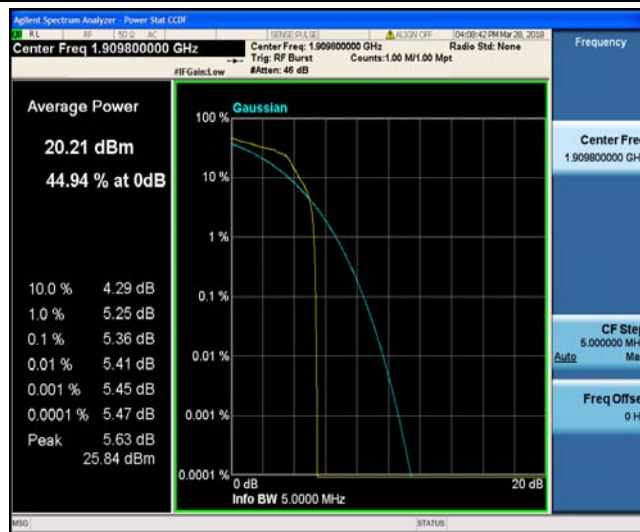 Agilent Spectrum Analyzer - Power Stat CCDF
RL RF 50 Ω AC SENSE:PULSE ALIGN OFF 04:08:42 PM Mar 28, 2018
Center Freq 1.909800000 GHz
Center Freq: 1.909800000 GHz Radio Std: None
Trig: RF Burst Counts:1.00 M/1.00 Mpt
#IFGain:Low #Atten: 46 dB
Frequency
Average Power
20.21 dBm
44.94 % at 0dB
10.0 % 4.29 dB
1.0 % 5.25 dB
0.1 % 5.36 dB
0.01 % 5.41 dB
0.001 % 5.45 dB
0.0001 % 5.47 dB
Peak 5.63 dB
25.84 dBm
Gaussian
100 %
10 %
1 %
0.1 %
0.01 %
0.001 %
0.0001 %
0 dB 20 dB
Info BW 5.0000 MHz
Center Fre
1.909800000 GH
CF Step
5.000000 MH
Auto Ma
Freq Offse
0 H
MSG STATUS